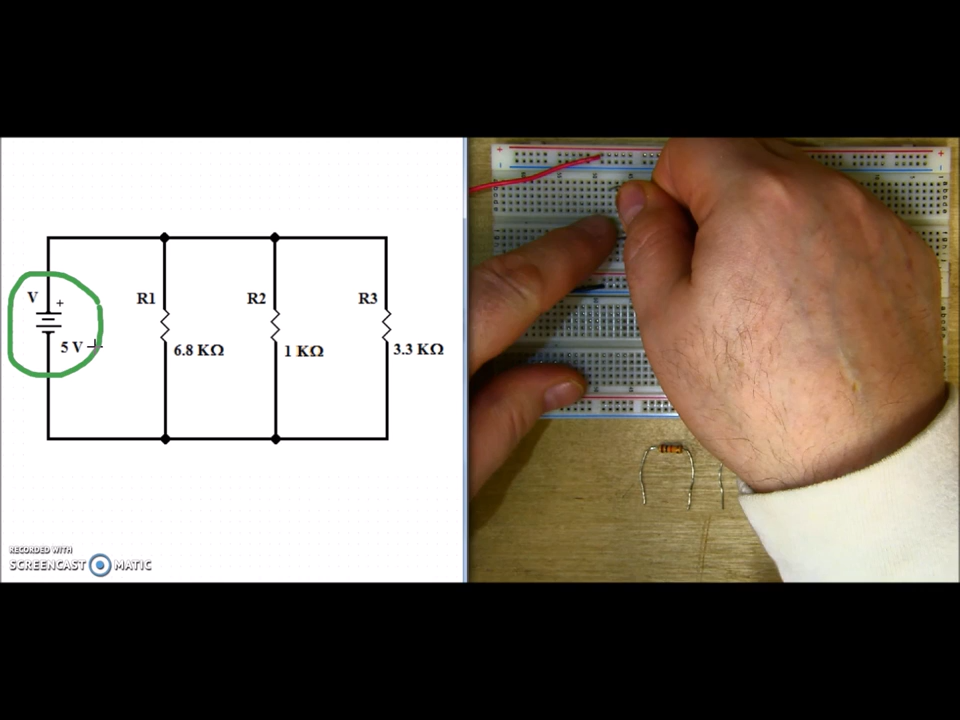 V
+
5 V
R1
6.8 KΩ
R2
1 KΩ
R3
3.3 KΩ
RECORDED WITH
SCREENCAST MATIC
+
-
+
-
a b c d e